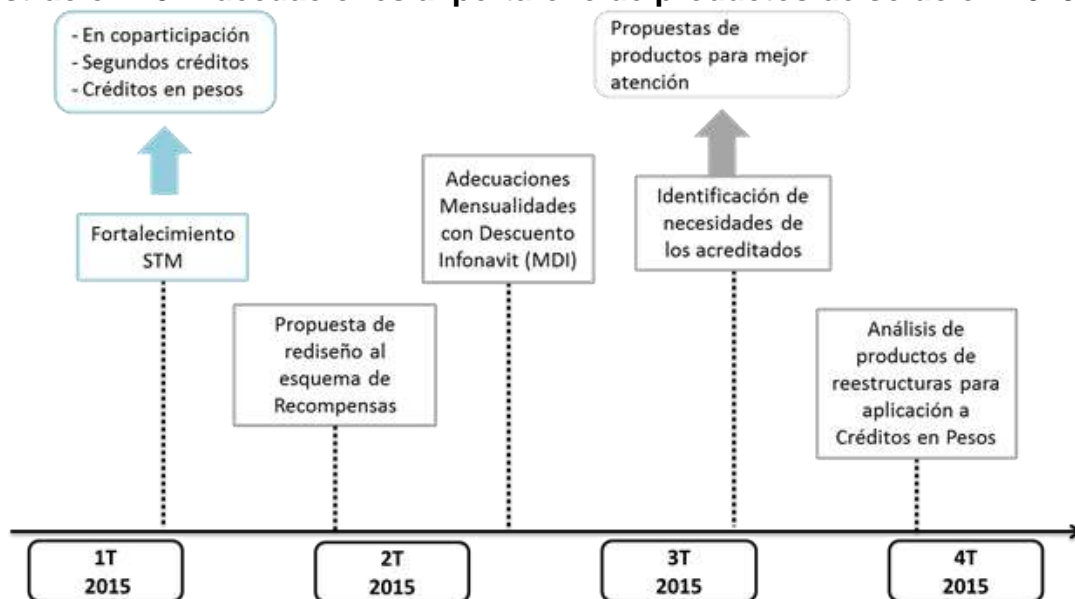 - En coparticipación
- Segundos créditos
- Créditos en pesos
Propuestas de
productos para mejor
atención
Fortalecimiento
STM
Propuesta de
rediseño al
esquema de
Recompensas
Adecuaciones
Mensualidades
con Descuento
Infonavit (MDI)
Identificación de
necesidades de
los acreditados
Análisis de
productos de
reestructuras para
aplicación a
Créditos en Pesos
1T
2015
2T
2015
3T
2015
4T
2015